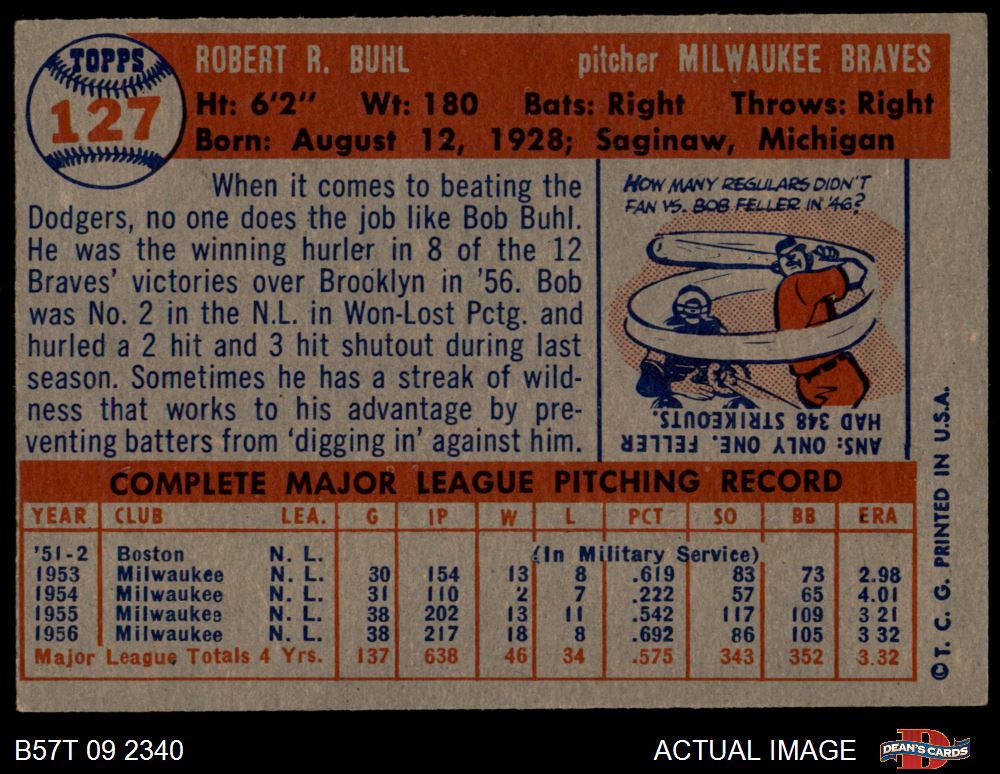 TOPPS
127
ROBERT R. BUHL pitcher MILWAUKEE BRAVES
Ht: 6'2" Wt: 180 Bats: Right Throws: Right
Born: August 12, 1928; Saginaw, Michigan
When it comes to beating the
Dodgers, no one does the job like Bob Buhl.
He was the winning hurler in 8 of the 12
Braves' victories over Brooklyn in '56. Bob
was No. 2 in the N.L. in Won-Lost Pctg. and
hurled a 2 hit and 3 hit shutout during last
season. Sometimes he has a streak of wild-
ness that works to his advantage by pre-
venting batters from 'digging in' against him.
HOW MANY REGULARS DIDN'T
FAN VS. BOB FELLER IN '46?
ANS: ONLY ONE. FELLER
HAD 348 STRIKEOUTS.
COMPLETE MAJOR LEAGUE PITCHING RECORD
YEAR CLUB LEA. G IP W L PCT SO BB ERA
'51-2 Boston N. L. (In Military Service)
1953 Milwaukee N. L. 30 154 13 8 .619 83 73 2.98
1954 Milwaukee N. L. 31 110 2 7 .222 57 65 4.01
1955 Milwaukee N. L. 38 202 13 11 .542 117 109 3 21
1956 Milwaukee N. L. 38 217 18 8 .692 86 105 3 32
Major League Totals 4 Yrs. 137 638 46 34 .575 343 352 3.32
© T. C. G. PRINTED IN U.S.A.
B57T 09 2340
ACTUAL IMAGE
DEAN'S CARDS